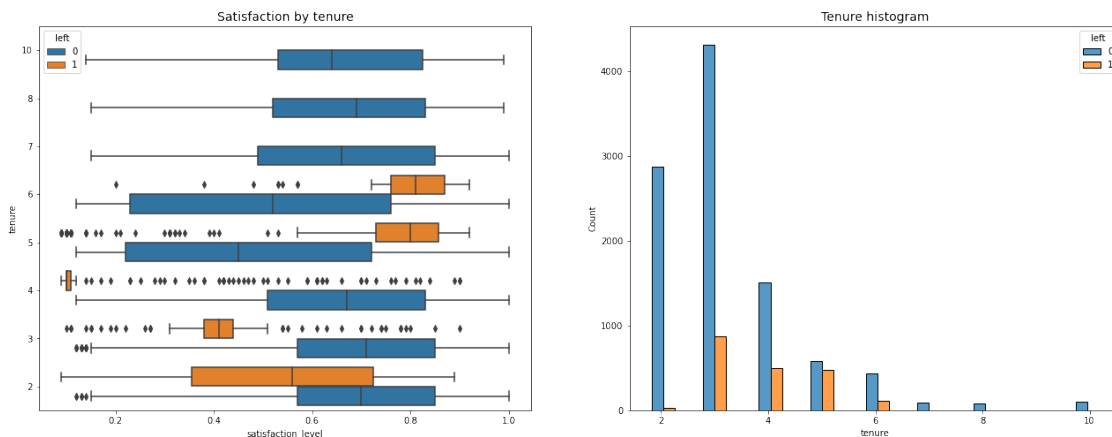 Satisfaction by tenure
left
0
1
10
8
7
6
5
4
3
2
tenure
0.2 0.4 0.6 0.8 1.0
satisfaction_level
Tenure histogram
left
0
1
4000
3000
2000
1000
0
Count
2 4 6 8 10
tenure